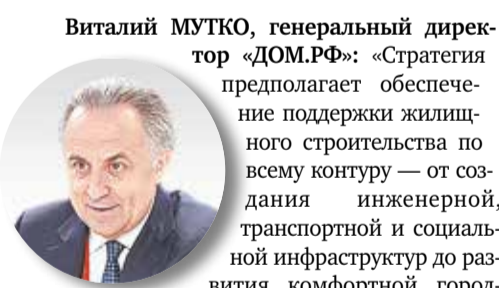 Виталий МУТКО, генеральный дирек-
тор «ДОМ.РФ»: «Стратегия
предполагает обеспече-
ние поддержки жилищ-
ного строительства по
всему контуру — от соз-
дания инженерной,
транспортной и социаль-
ной инфраструктур до раз-
вития комфортной город-